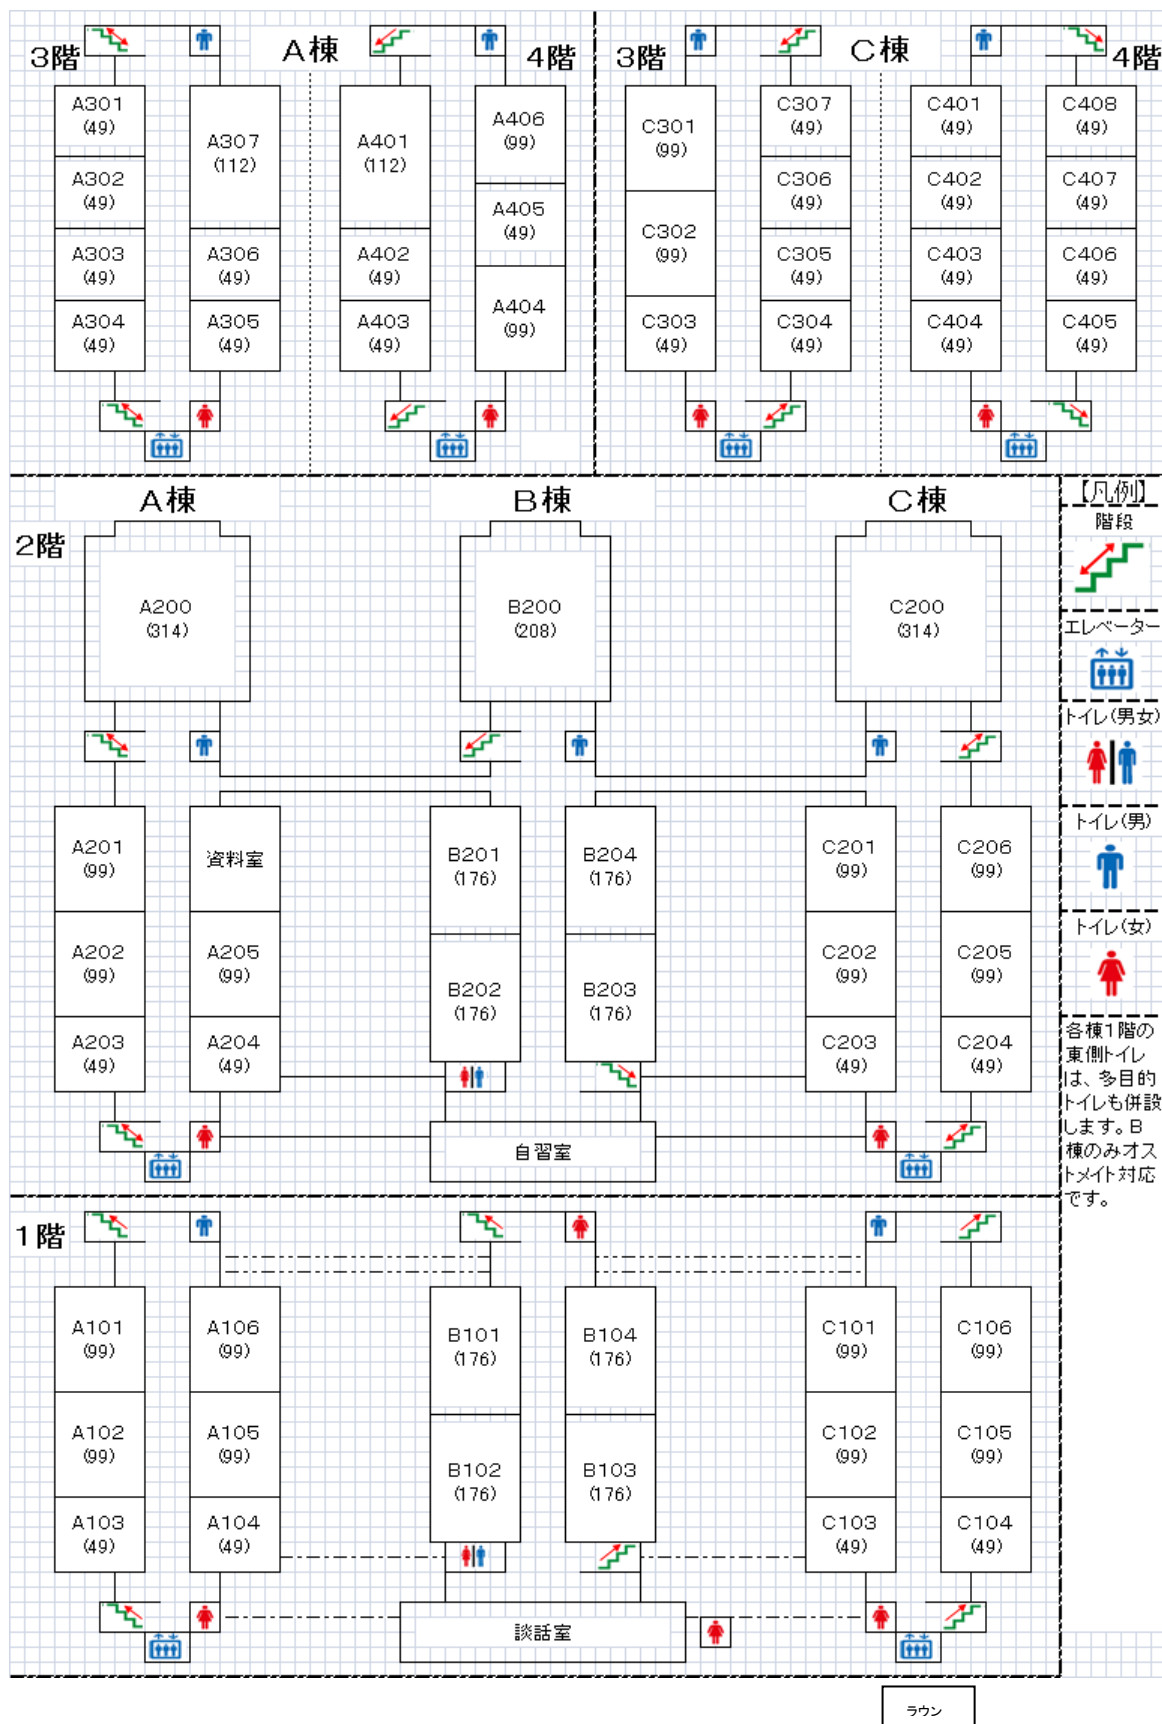 3階
A棟
4階
3階
C棟
4階
A301
(49)
A302
(49)
A303
(49)
A304
(49)
A307
(112)
A306
(49)
A305
(49)
A401
(112)
A402
(49)
A403
(49)
A406
(99)
A405
(49)
A404
(99)
C301
(99)
C302
(99)
C303
(49)
C307
(49)
C306
(49)
C305
(49)
C304
(49)
C401
(49)
C402
(49)
C403
(49)
C404
(49)
C408
(49)
C407
(49)
C406
(49)
C405
(49)
A棟
B棟
C棟
2階
A200
(314)
B200
(208)
C200
(314)
A201
(99)
A202
(99)
A203
(49)
資料室
A205
(99)
A204
(49)
B201
(176)
B202
(176)
B204
(176)
B203
(176)
C201
(99)
C202
(99)
C203
(49)
C206
(99)
C205
(99)
C204
(49)
自習室
【凡例】
階段
エレベーター
トイレ(男女)
トイレ(男)
トイレ(女)
各棟1階の
東側トイレ
は、多目的
トイレも併設
します。B
棟のみオス
トメイト対応
です。
1階
A101
(99)
A102
(99)
A103
(49)
A106
(99)
A105
(99)
A104
(49)
B101
(176)
B102
(176)
B104
(176)
B103
(176)
C101
(99)
C102
(99)
C103
(49)
C106
(99)
C105
(99)
C104
(49)
談話室
ラウン